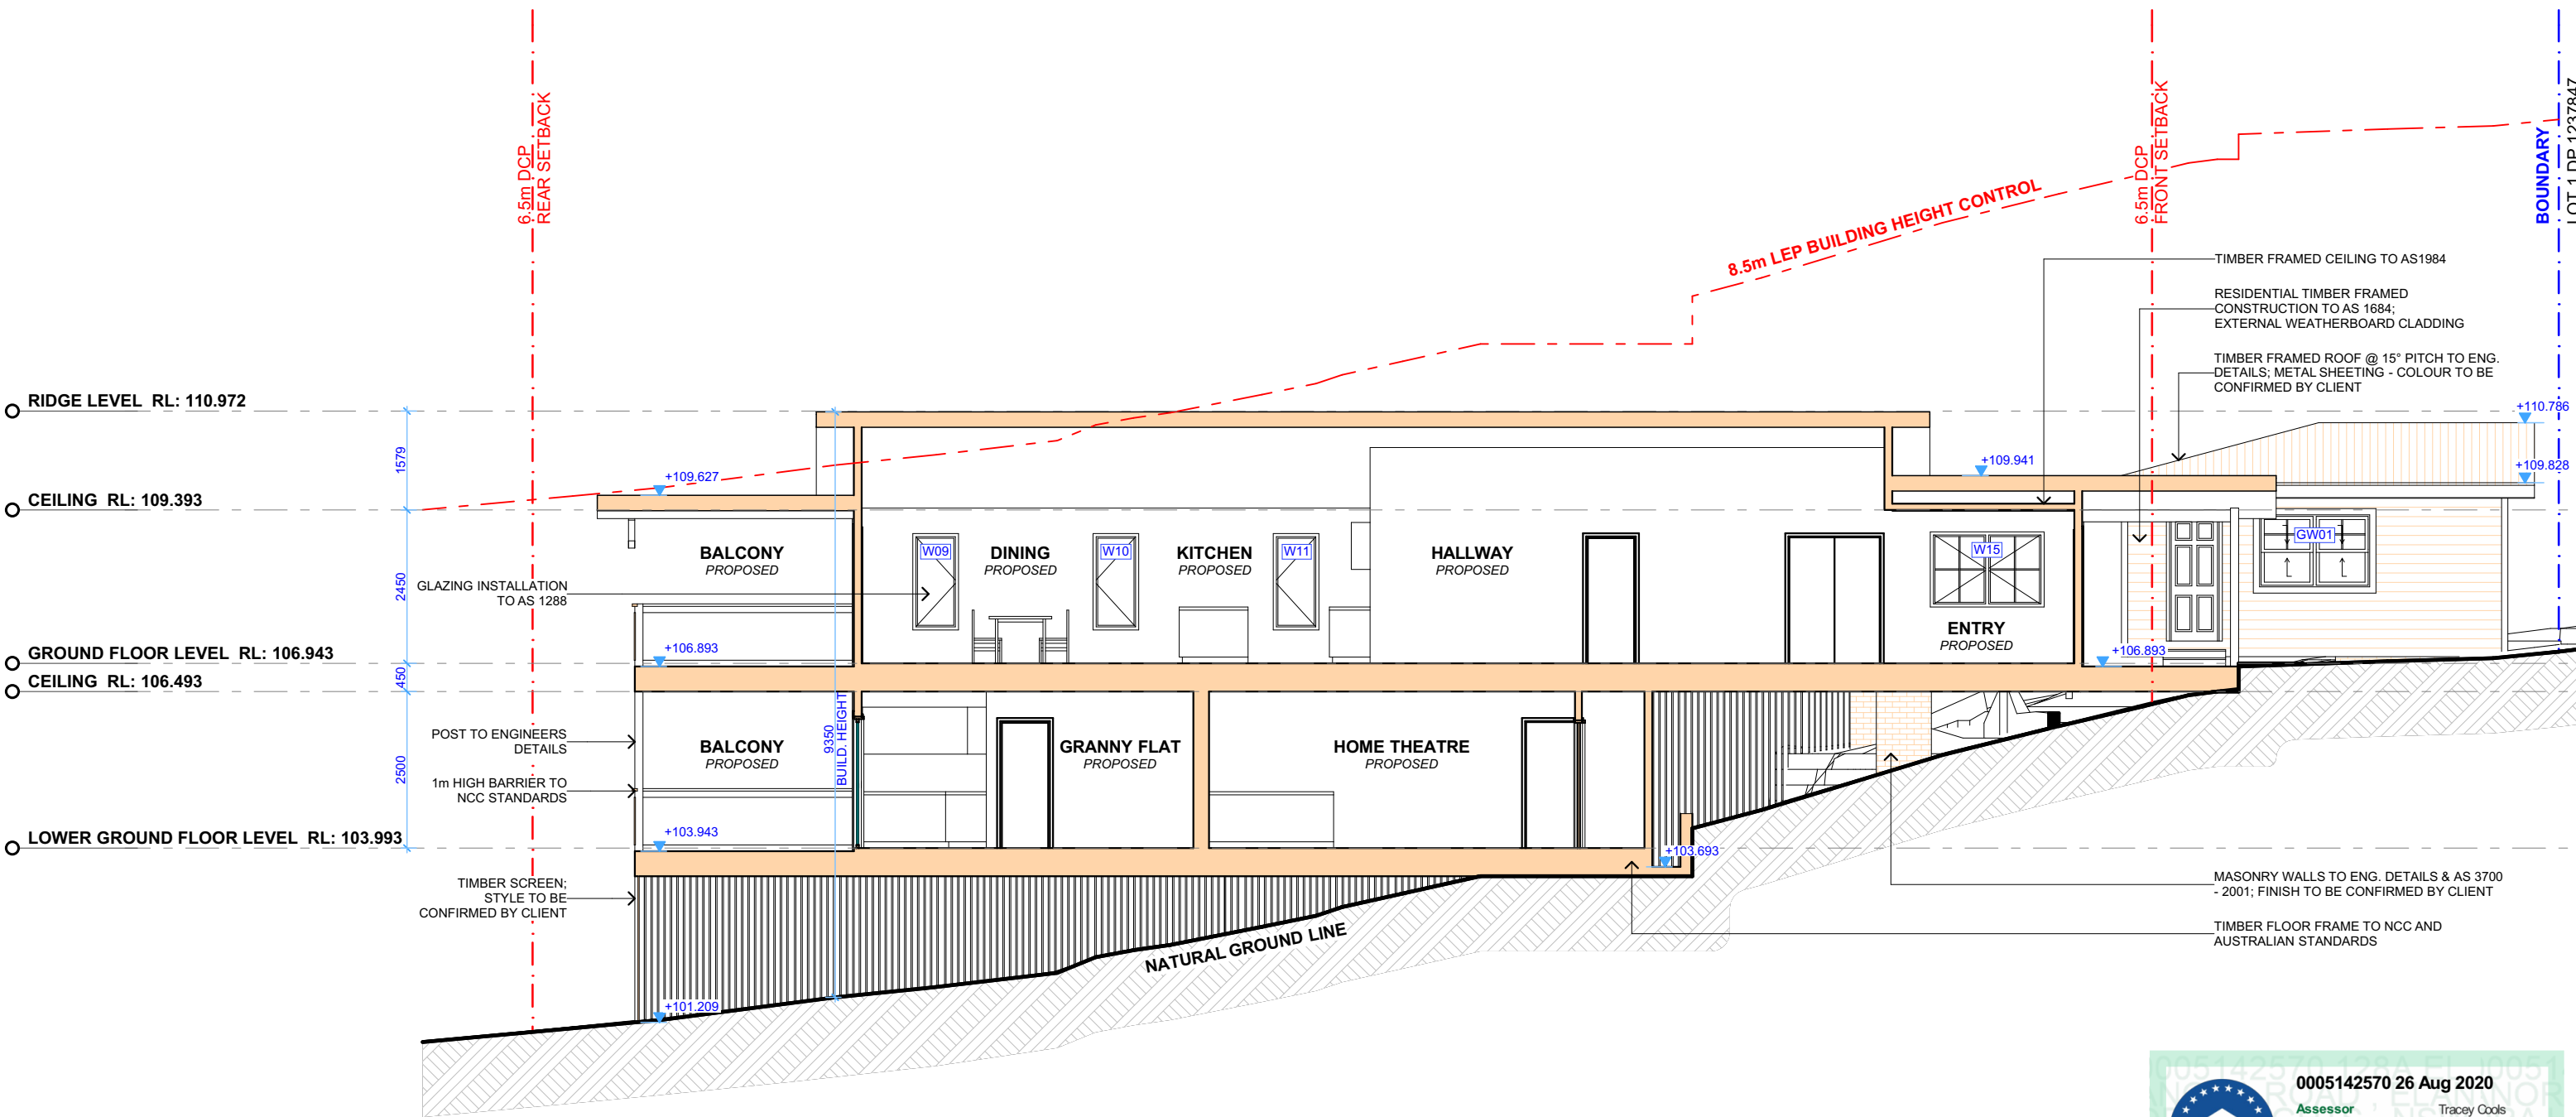 6.5m DCP
REAR SETBACK
6.5m DCP
FRONT SETBACK
BOUNDARY
LOT 1 DP 1237847
8.5m LEP BUILDING HEIGHT CONTROL
TIMBER FRAMED CEILING TO AS1984
RESIDENTIAL TIMBER FRAMED
CONSTRUCTION TO AS 1684;
EXTERNAL WEATHERBOARD CLADDING
TIMBER FRAMED ROOF @ 15° PITCH TO ENG.
DETAILS; METAL SHEETING - COLOUR TO BE
CONFIRMED BY CLIENT
RIDGE LEVEL RL: 110.972
+110.786
1579
+109.627
+109.941
+109.828
CEILING RL: 109.393
W09
W10
W11
W15
GW01
BALCONY
PROPOSED
DINING
PROPOSED
KITCHEN
PROPOSED
HALLWAY
PROPOSED
2450
GLAZING INSTALLATION
TO AS 1288
ENTRY
PROPOSED
GROUND FLOOR LEVEL RL: 106.943
+106.893
+106.893
450
CEILING RL: 106.493
POST TO ENGINEERS
DETAILS
BALCONY
PROPOSED
9350
BUILD. HEIGHT
GRANNY FLAT
PROPOSED
HOME THEATRE
PROPOSED
2500
1m HIGH BARRIER TO
NCC STANDARDS
LOWER GROUND FLOOR LEVEL RL: 103.993
+103.943
+103.693
TIMBER SCREEN;
STYLE TO BE
CONFIRMED BY CLIENT
MASONRY WALLS TO ENG. DETAILS & AS 3700
- 2001; FINISH TO BE CONFIRMED BY CLIENT
TIMBER FLOOR FRAME TO NCC AND
AUSTRALIAN STANDARDS
NATURAL GROUND LINE
+101.209
0005142570 26 Aug 2020
Assessor Tracey Cools